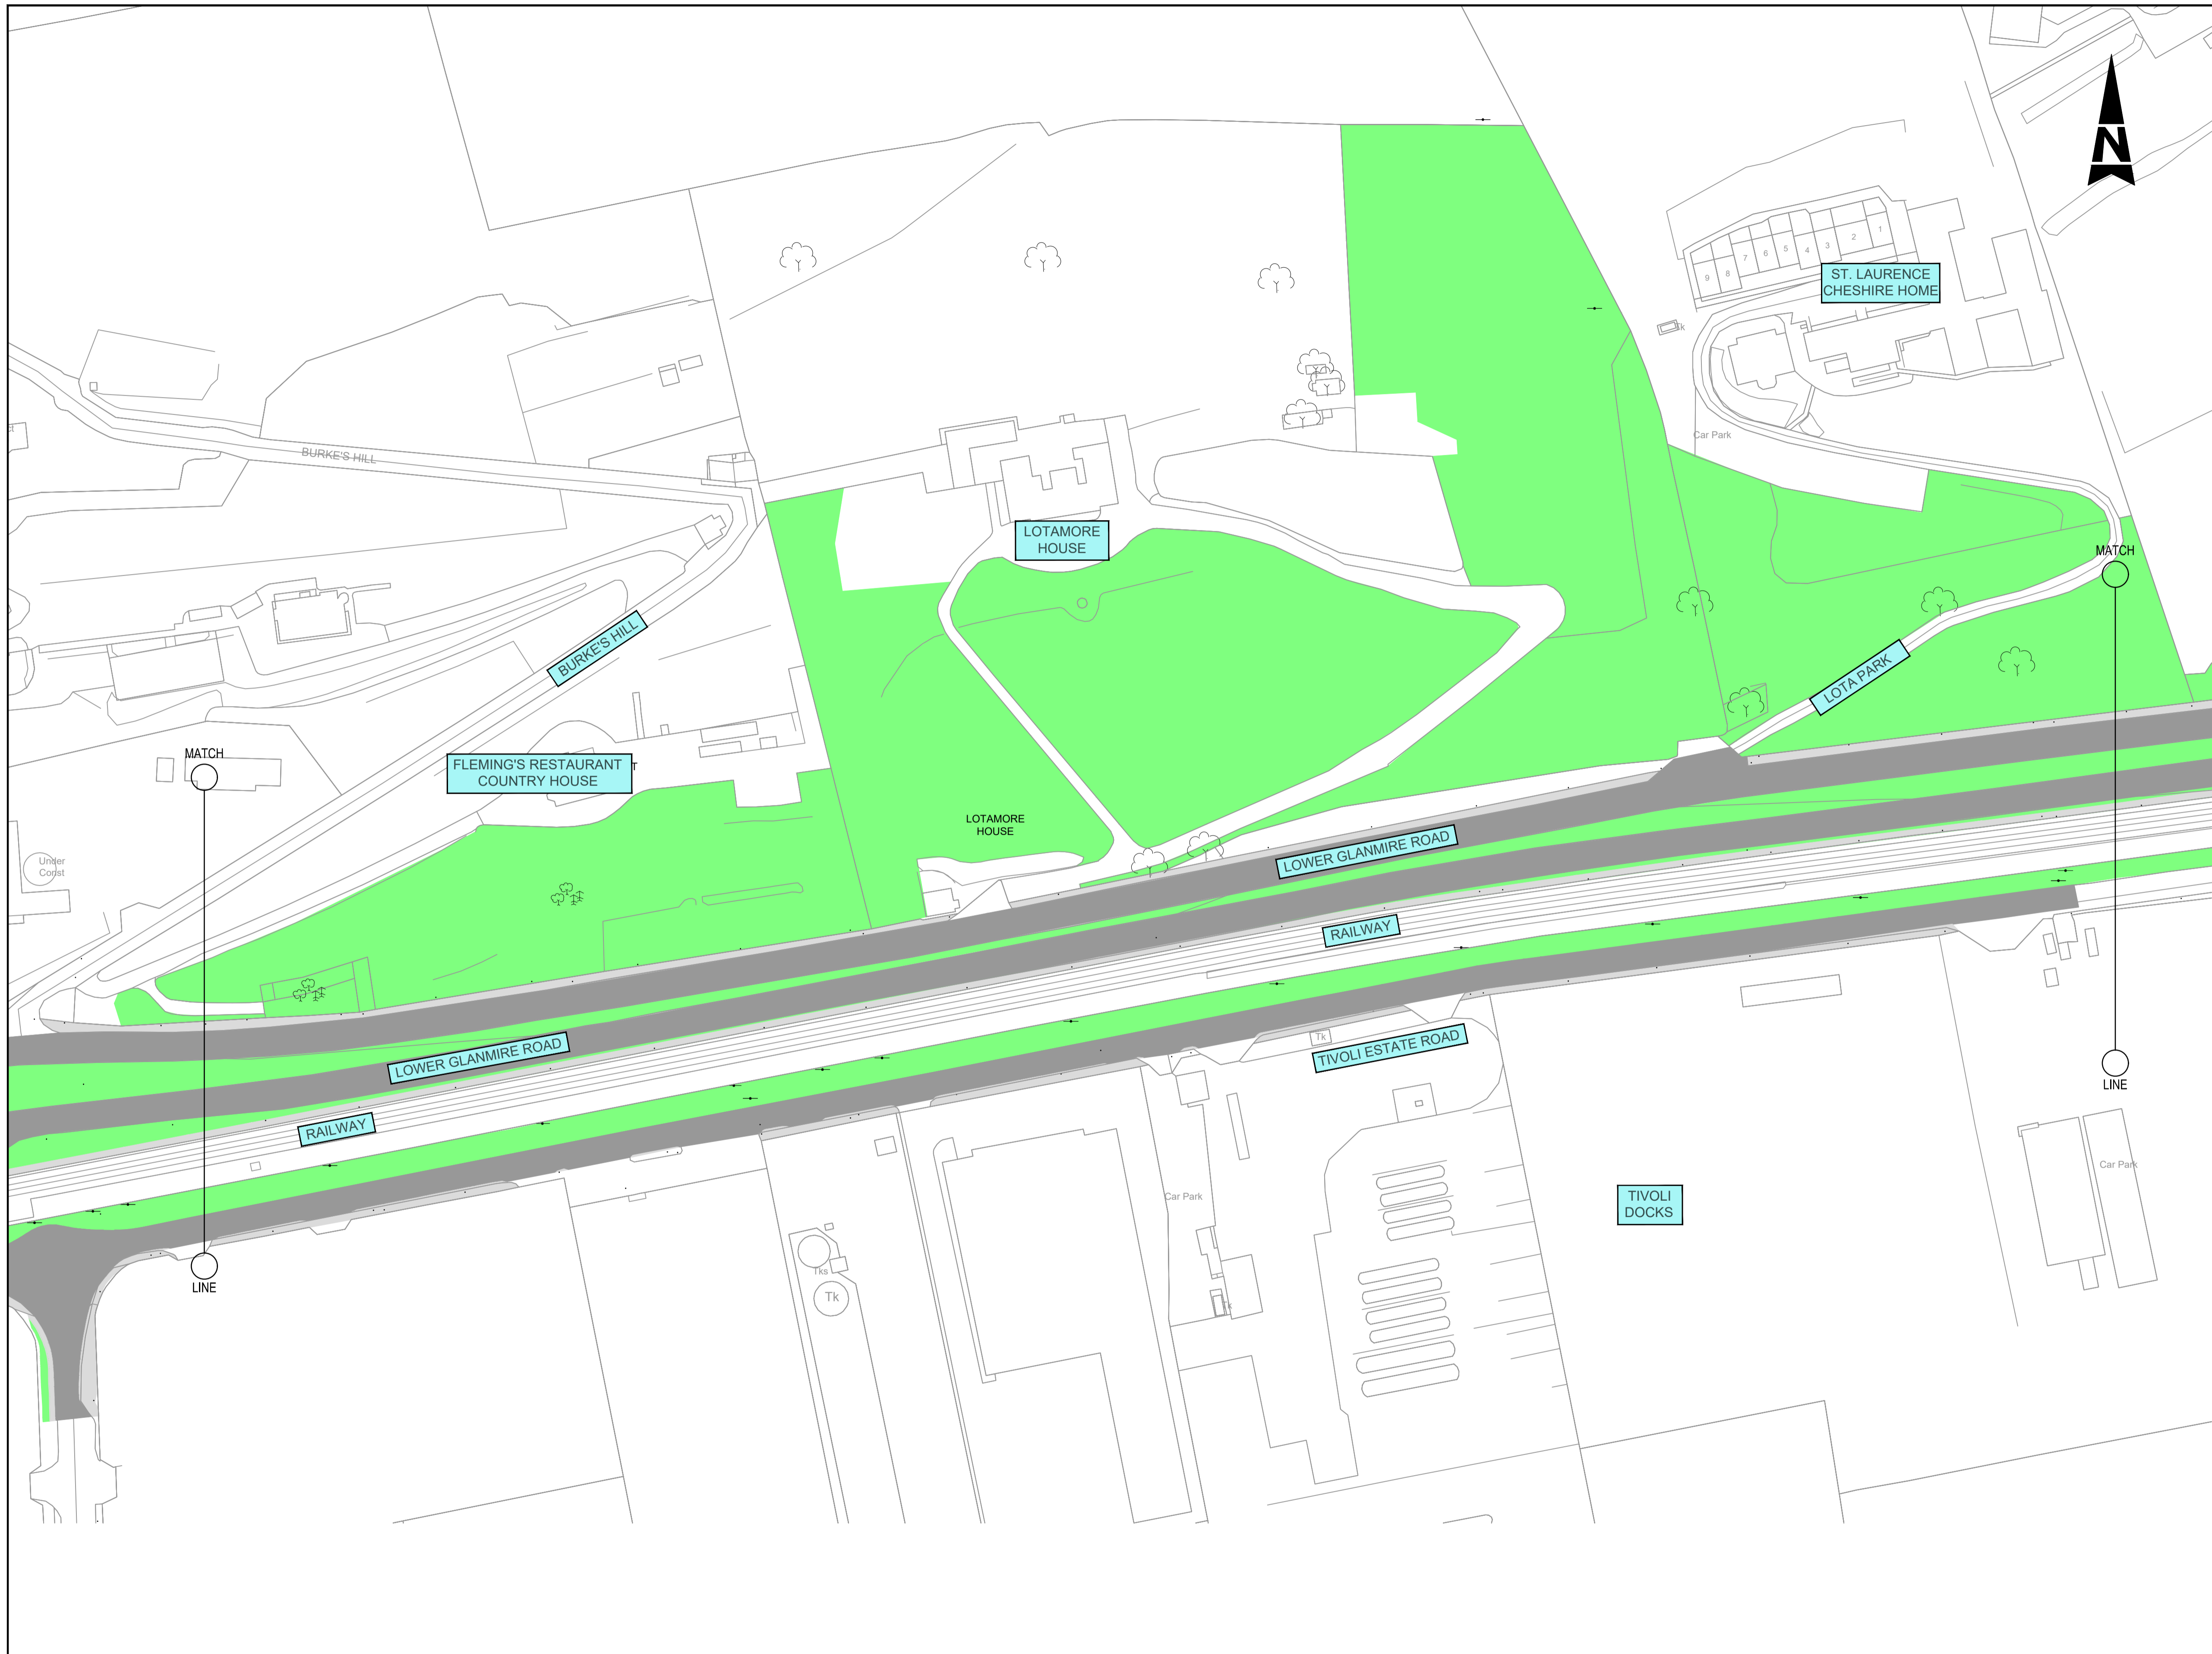 N
1
2
3
4
5
6
7
8
9
ST. LAURENCE
CHESHIRE HOME
Tk
Car Park
BURKE'S HILL
LOTAMORE
HOUSE
MATCH
BURKE'S HILL
LOTA PARK
MATCH
FLEMING'S RESTAURANT
COUNTRY HOUSE
T
LOTAMORE
HOUSE
LOWER GLANMIRE ROAD
Under
Const
RAILWAY
LOWER GLANMIRE ROAD
Tk
TIVOLI ESTATE ROAD
LINE
RAILWAY
Car Park
Car Park
TIVOLI
DOCKS
LINE
Tks
Tk
Tk